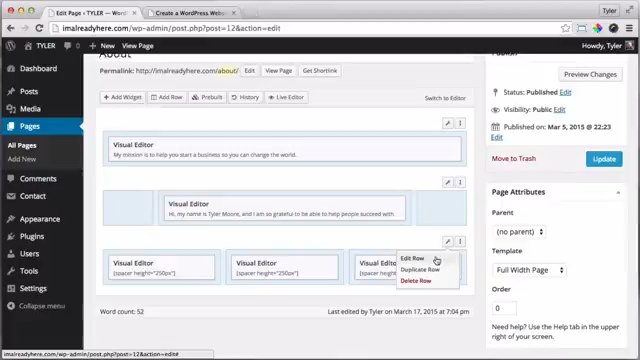 Edit Page ‹ TYLER — Word
Create a WordPress Websit
Tyler
imalreadyhere.com/wp-admin/post.php?post=12&action=edit
TYLER
0
New
View Page
Howdy, Tyler
Dashboard
Posts
Media
Pages
All Pages
Add New
Comments
Contact
Appearance
Plugins
Users
Tools
Settings
Collapse menu
About
Permalink: http://imalreadyhere.com/about/ Edit View Page Get Shortlink
+ Add Widget Add Row Prebuilt History Live Editor Switch to Editor
Visual Editor
My mission is to help you start a business so you can change the world.
Visual Editor
Hi, my name is Tyler Moore, and I am so grateful to be able to help people succeed with
Visual Editor
[spacer height="250px"]
Visual Editor
[spacer height="250px"]
Visual Edito
[spacer height="250
Edit Row
Duplicate Row
Delete Row
Word count: 52
Last edited by Tyler on March 17, 2015 at 7:04 pm
Publish
Preview Changes
Status: Published Edit
Visibility: Public Edit
Published on: Mar 5, 2015 @ 22:23
Edit
Move to Trash
Update
Page Attributes
Parent
(no parent)
Template
Full Width Page
Order
0
Need help? Use the Help tab in the upper
right of your screen.
imalreadyhere.com/wp-admin/post.php?post=12&action=edit#